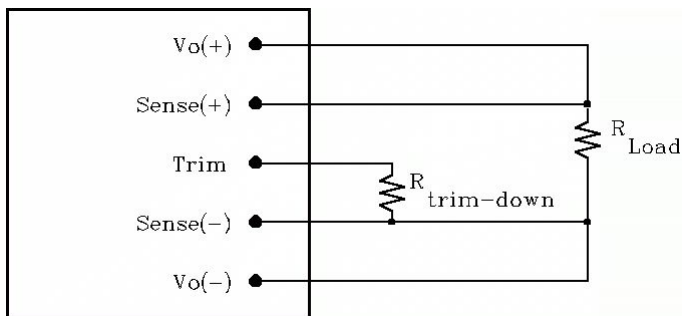 Vo(+)
Sense(+)
R
Load
Trim
R
trim-down
Sense(-)
Vo(-)